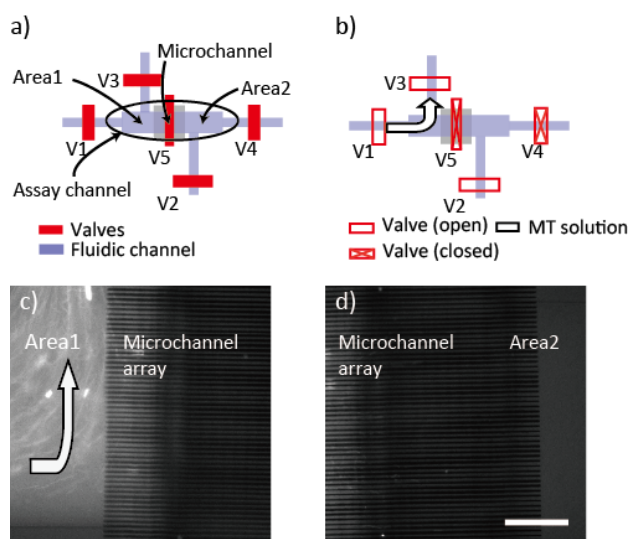 a)
Microchannel
Area1
V3
Area2
V1
V5
V4
Assay channel
V2
Valves
Fluidic channel
b)
V3
V1
V5
V4
V2
Valve (open)
MT solution
Valve (closed)
c)
Area1
Microchannel
array
d)
Microchannel
array
Area2